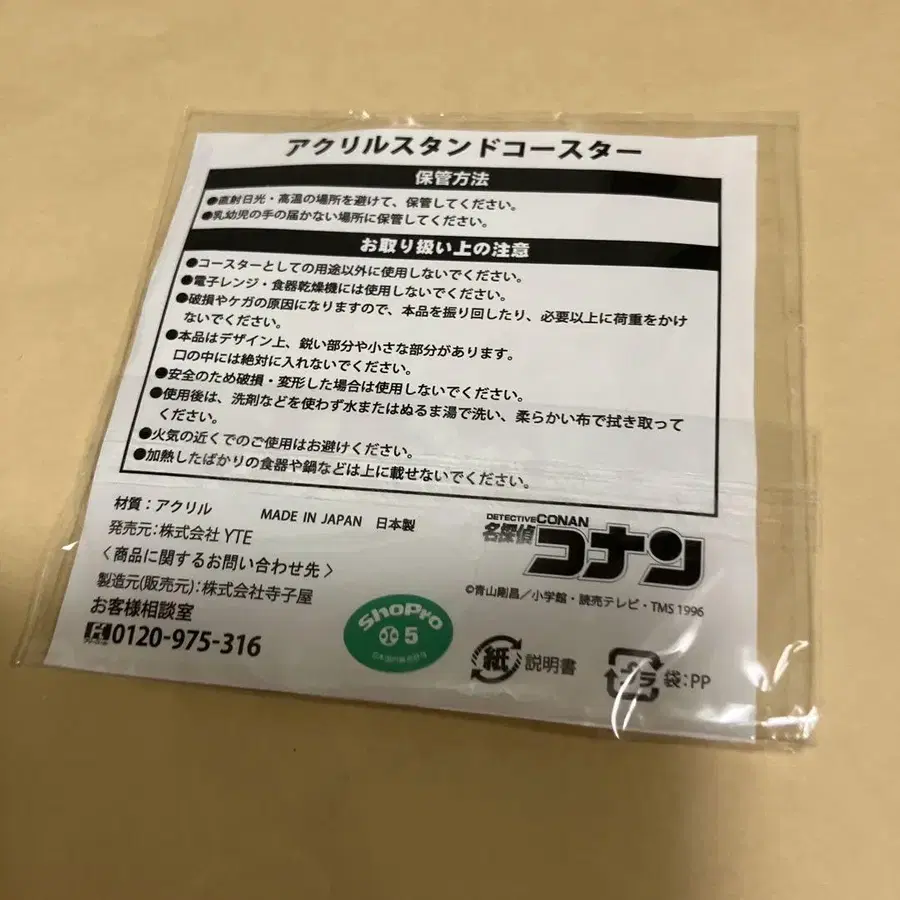 アクリルスタンドコースター
保管方法
●直射日光・高温の場所を避けて、保管してください。
●乳幼児の手の届かない場所に保管してください。
お取り扱い上の注意
●コースターとしての用途以外に使用しないでください。
●電子レンジ・食器乾燥機には使用しないでください。
●破損やケガの原因になりますので、本品を振り回したり、必要以上に荷重をかけ
ないでください。
●本品はデザイン上、鋭い部分や小さな部分があります。
口の中には絶対に入れないでください。
●安全のため破損・変形した場合は使用しないでください。
●使用後は、洗剤などを使わず水またはぬるま湯で洗い、柔らかい布で拭き取って
ください。
●火気の近くでのご使用はお避けください。
●加熱したばかりの食器や鍋などは上に載せないでください。
材質：アクリル MADE IN JAPAN 日本製
発売元：株式会社 YTE
〈商品に関するお問い合わせ先〉
製造元(販売元)：株式会社寺子屋
お客様相談室
0120-975-316
DETECTIVE CONAN
名探偵コナン
©青山剛昌／小学館・読売テレビ・TMS 1996
ShoPro
5
紙 説明書
プラ 袋：PP